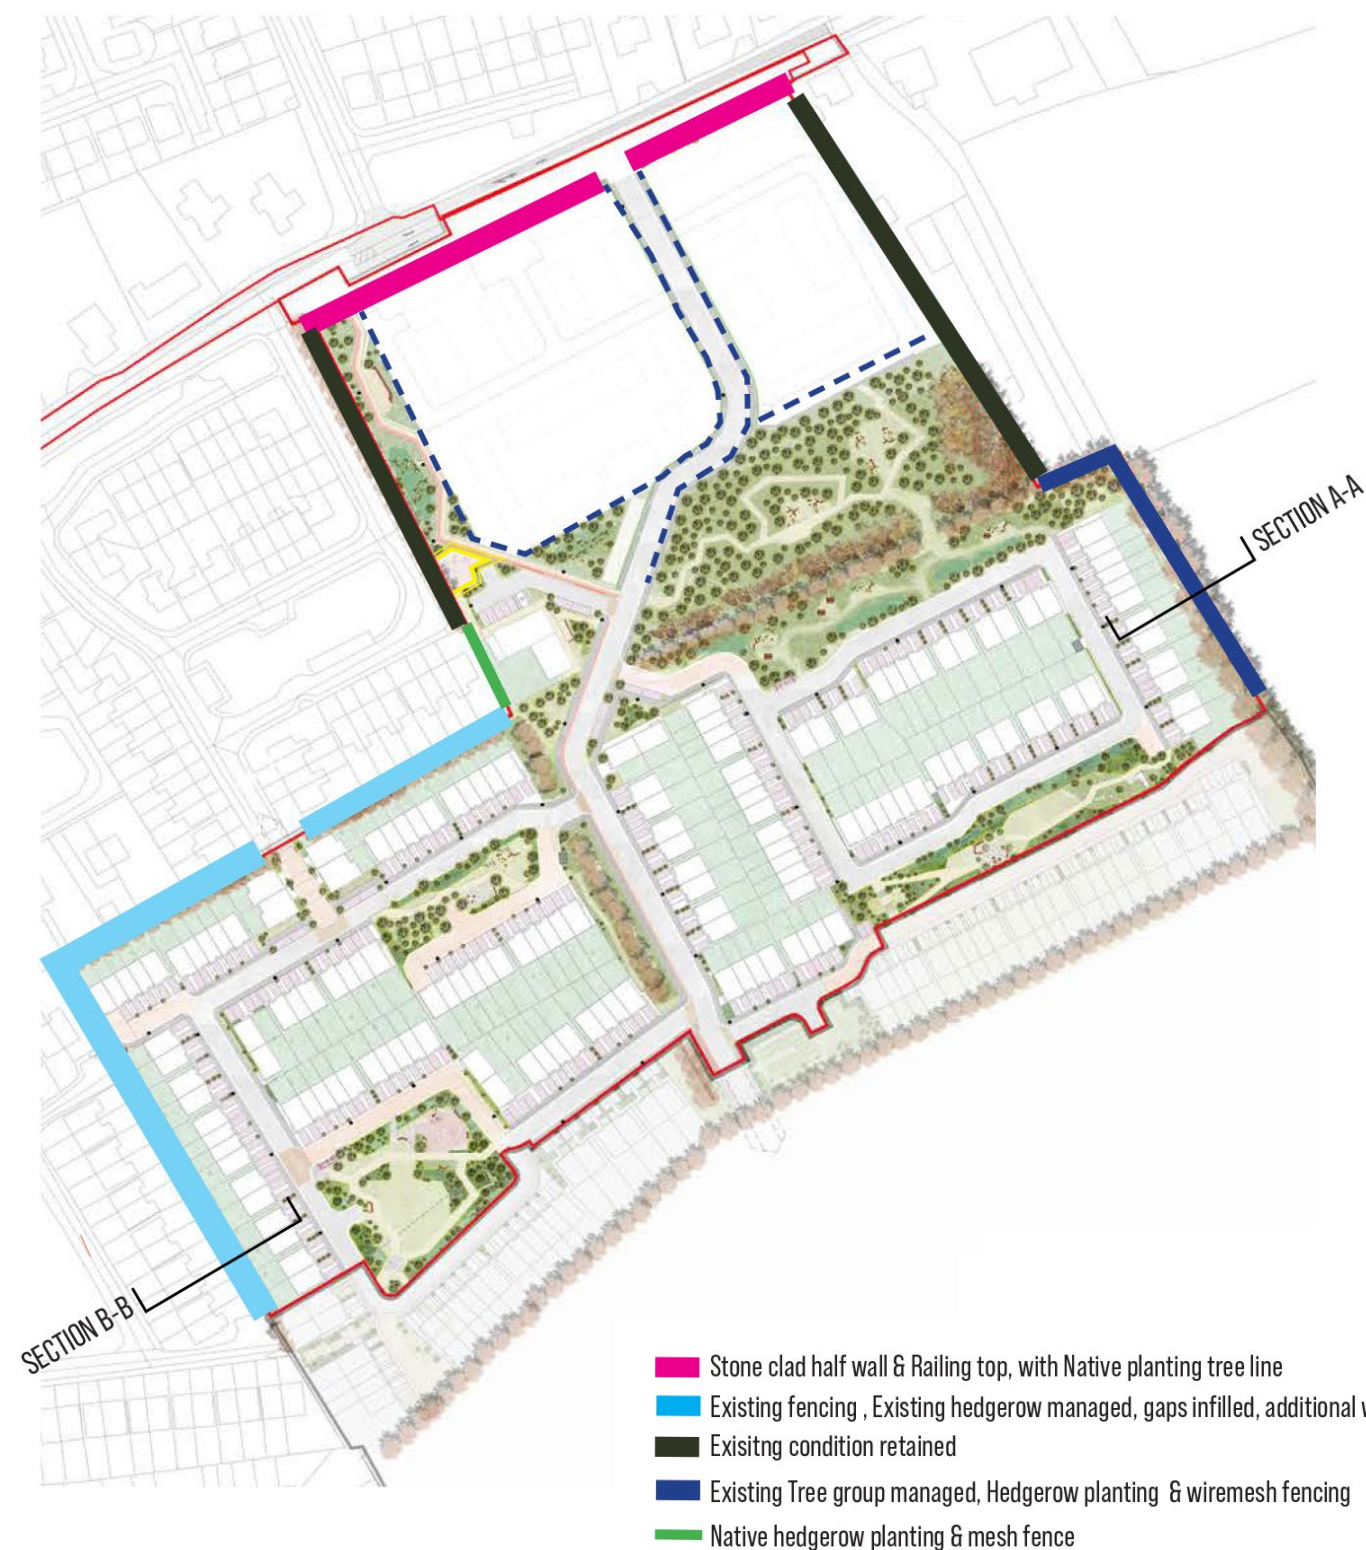 SECTION A-A
SECTION B-B
Stone clad half wall & Railing top, with Native planting tree line
Existing fencing , Existing hedgerow managed, gaps infilled, additional
Exisitng condition retained
Existing Tree group managed, Hedgerow planting & wiremesh fencing
Native hedgerow planting & mesh fence